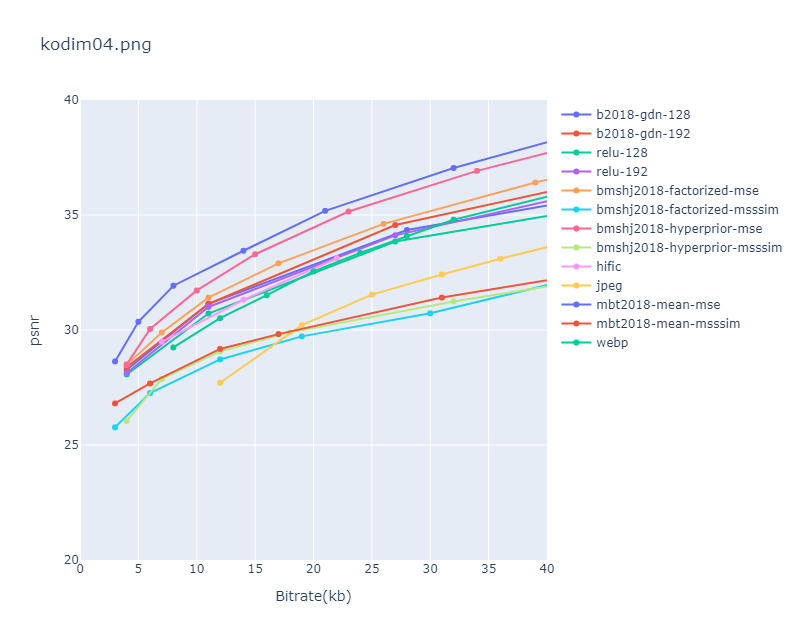 kodim04.png
40
35
30
25
20
psnr
0 5 10 15 20 25 30 35 40
Bitrate(kb)
b2018-gdn-128
b2018-gdn-192
relu-128
relu-192
bmshj2018-factorized-mse
bmshj2018-factorized-msssim
bmshj2018-hyperprior-mse
bmshj2018-hyperprior-msssim
hific
jpeg
mbt2018-mean-mse
mbt2018-mean-msssim
webp